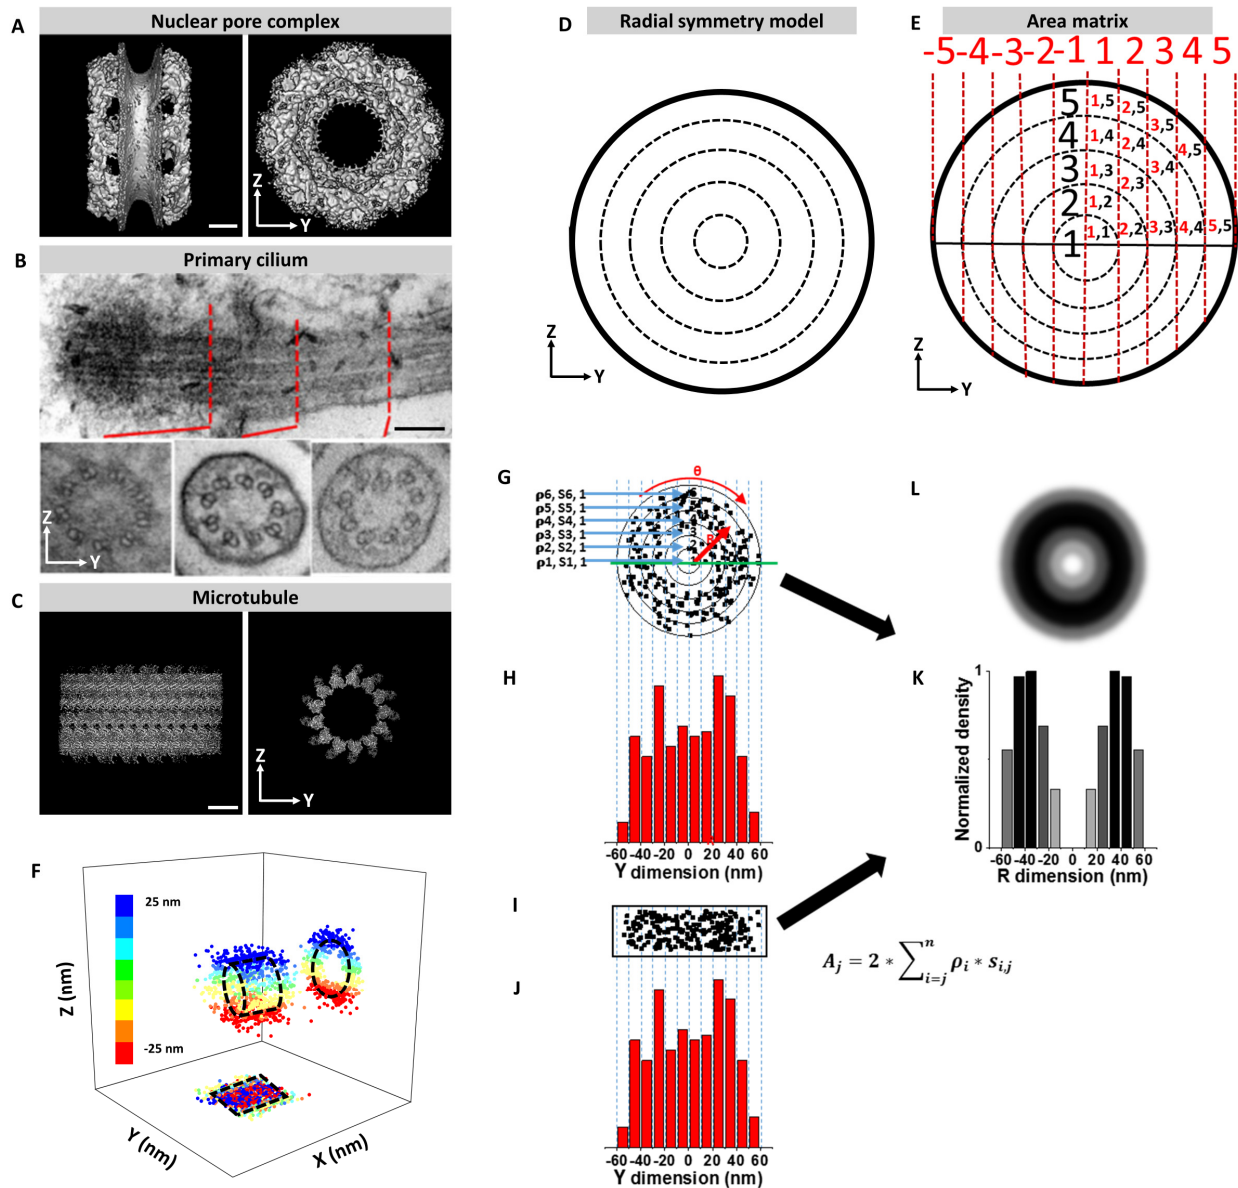 A
Nuclear pore complex
Z
Y
B
Primary cilium
Z
Y
C
Microtubule
Z
Y
D
Radial symmetry model
Z
Y
E
Area matrix
-5 -4 -3 -2 -1 1 2 3 4 5
5 1,5 2,5
4 1,4 2,4 3,5 4,5
3 1,3 2,3 3,4
2 1,2
1 1,1 2,2 3,3 4,4 5,5
Z
Y
F
25 nm
-25 nm
Z (nm)
Y (nm)
X (nm)
G
θ
ρ6, S6, 1
ρ5, S5, 1
ρ4, S4, 1
ρ3, S3, 1
ρ2, S2, 1
ρ1, S1, 1
6
3
2
R
H
-60 -40 -20 0 20 40 60
Y dimension (nm)
I
J
-60 -40 -20 0 20 40 60
Y dimension (nm)
L
K
Normalized density
1
0
-60 -40 -20 0 20 40 60
R dimension (nm)
A_j = 2 * ∑_{i=j}^{n} ρ_i * s_{i,j}